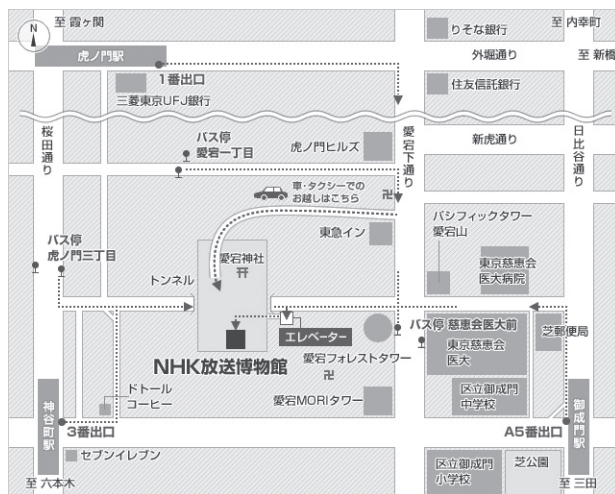 至 霞ヶ関
N
虎ノ門駅
1番出口
三菱東京UFJ銀行
りそな銀行
至 内幸町
外堀通り
至 新橋
住友信託銀行
桜田通り
バス停
愛宕一丁目
虎ノ門ヒルズ
愛宕下通り
新虎通り
日比谷通り
車・タクシーでの
お越しはこちら
卍
バス停
虎ノ門三丁目
トンネル
愛宕神社
東急イン
パシフィックタワー
愛宕山
東京慈恵会
医大病院
エレベーター
NHK放送博物館
愛宕フォレストタワー
卍
バス停 慈恵会医大前
東京慈恵会
医大
芝郵便局
ドトール
コーヒー
愛宕MORIタワー
区立御成門
中学校
神谷町駅
3番出口
A5番出口
御成門駅
セブンイレブン
区立御成門
小学校
芝公園
至 六本木
至 三田